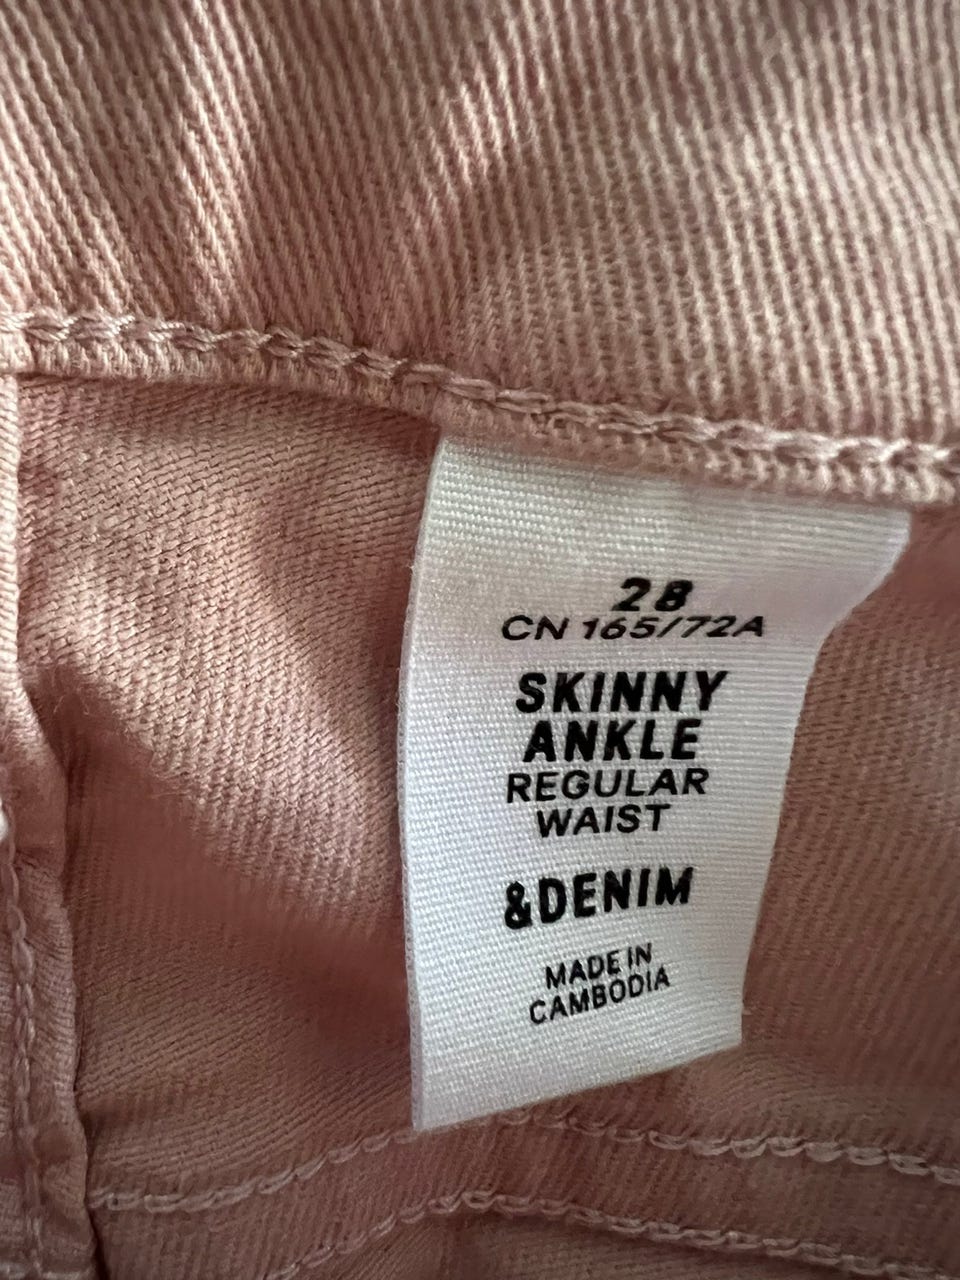 28
CN 165/72A
SKINNY
ANKLE
REGULAR
WAIST
&DENIM
MADE IN
CAMBODIA